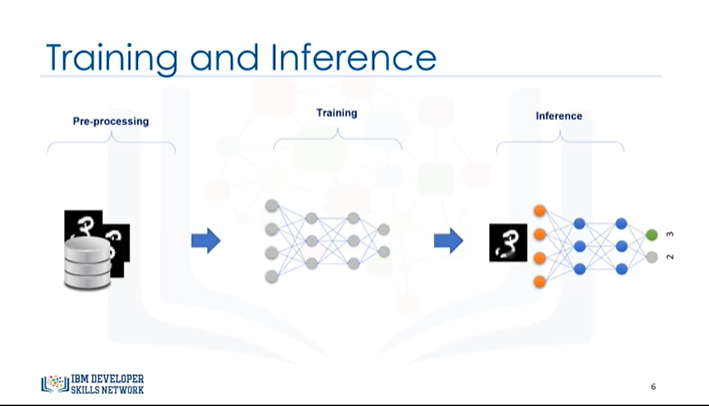 Training and Inference
Pre-processing
Training
Inference
3
2
IBM DEVELOPER
SKILLS NETWORK
6